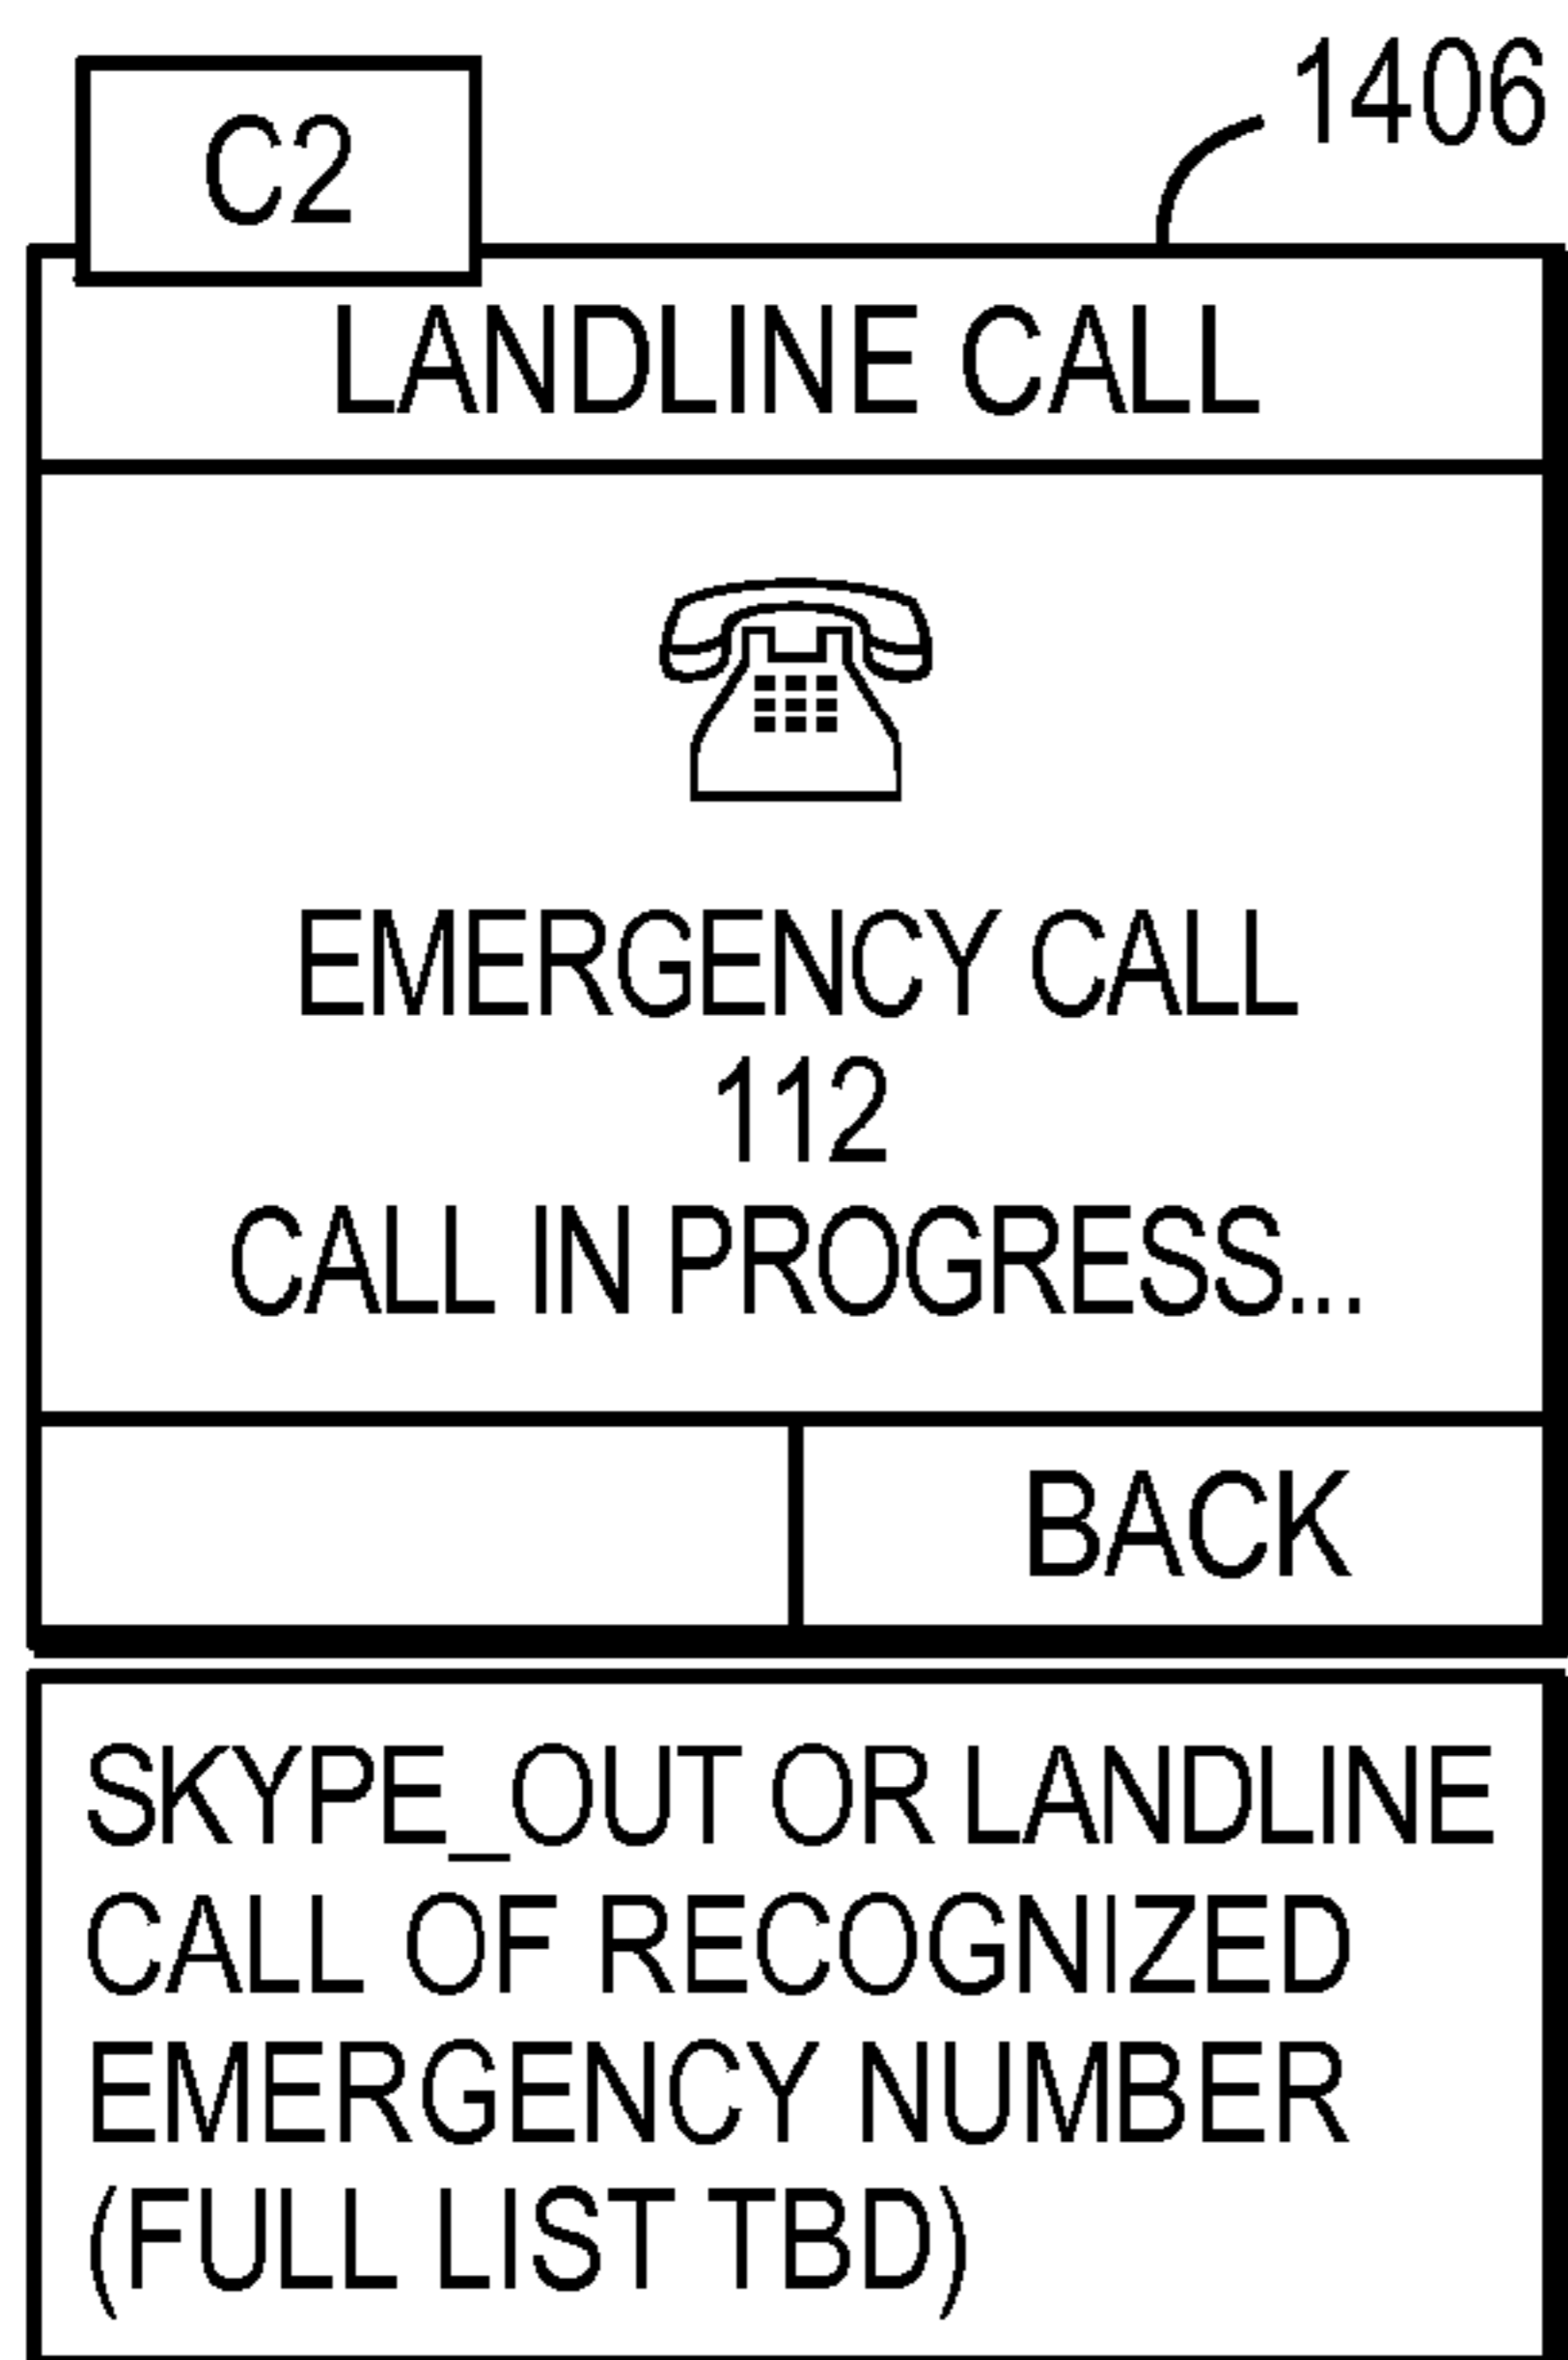 1406
C2
LANDLINE CALL
EMERGENCY CALL
112
CALL IN PROGRESS...
BACK
SKYPE_OUT OR LANDLINE
CALL OF RECOGNIZED
EMERGENCY NUMBER
(FULL LIST TBD)